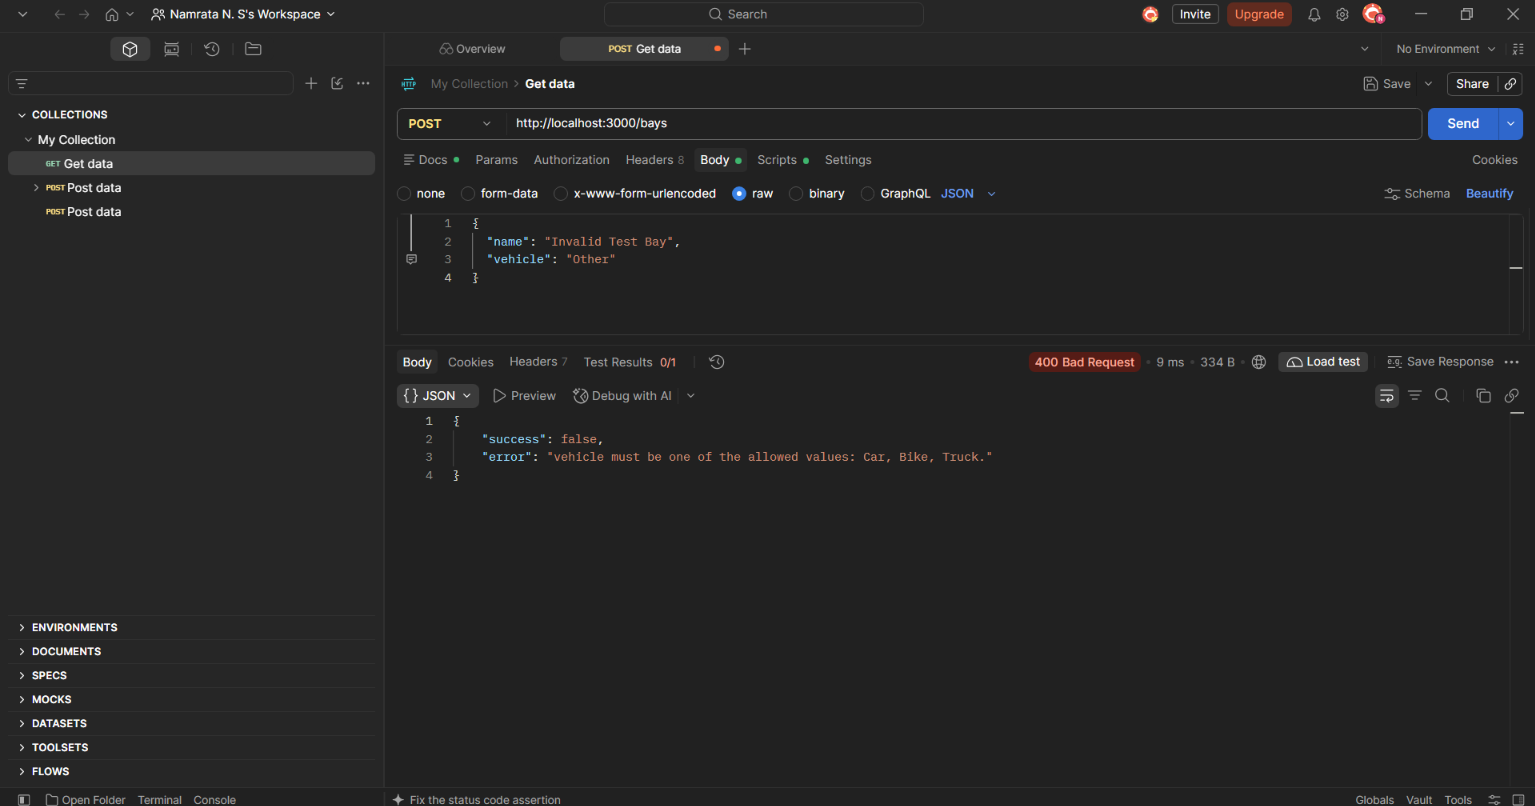 Namrata N. S's Workspace
Search
Invite
Upgrade
Overview
POST Get data
No Environment
COLLECTIONS
My Collection
GET Get data
POST Post data
POST Post data
ENVIRONMENTS
DOCUMENTS
SPECS
MOCKS
DATASETS
TOOLSETS
FLOWS
HTTP
My Collection > Get data
Save
Share
POST
http://localhost:3000/bays
Send
Docs
Params
Authorization
Headers 8
Body
Scripts
Settings
Cookies
none
form-data
x-www-form-urlencoded
raw
binary
GraphQL
JSON
Schema
Beautify
1 {
2 "name": "Invalid Test Bay",
3 "vehicle": "Other"
4 }
Body
Cookies
Headers 7
Test Results 0/1
400 Bad Request
9 ms
334 B
Load test
e.g. Save Response
{} JSON
Preview
Debug with AI
1 {
2 "success": false,
3 "error": "vehicle must be one of the allowed values: Car, Bike, Truck."
4 }
Open Folder
Terminal
Console
Fix the status code assertion
Globals
Vault
Tools